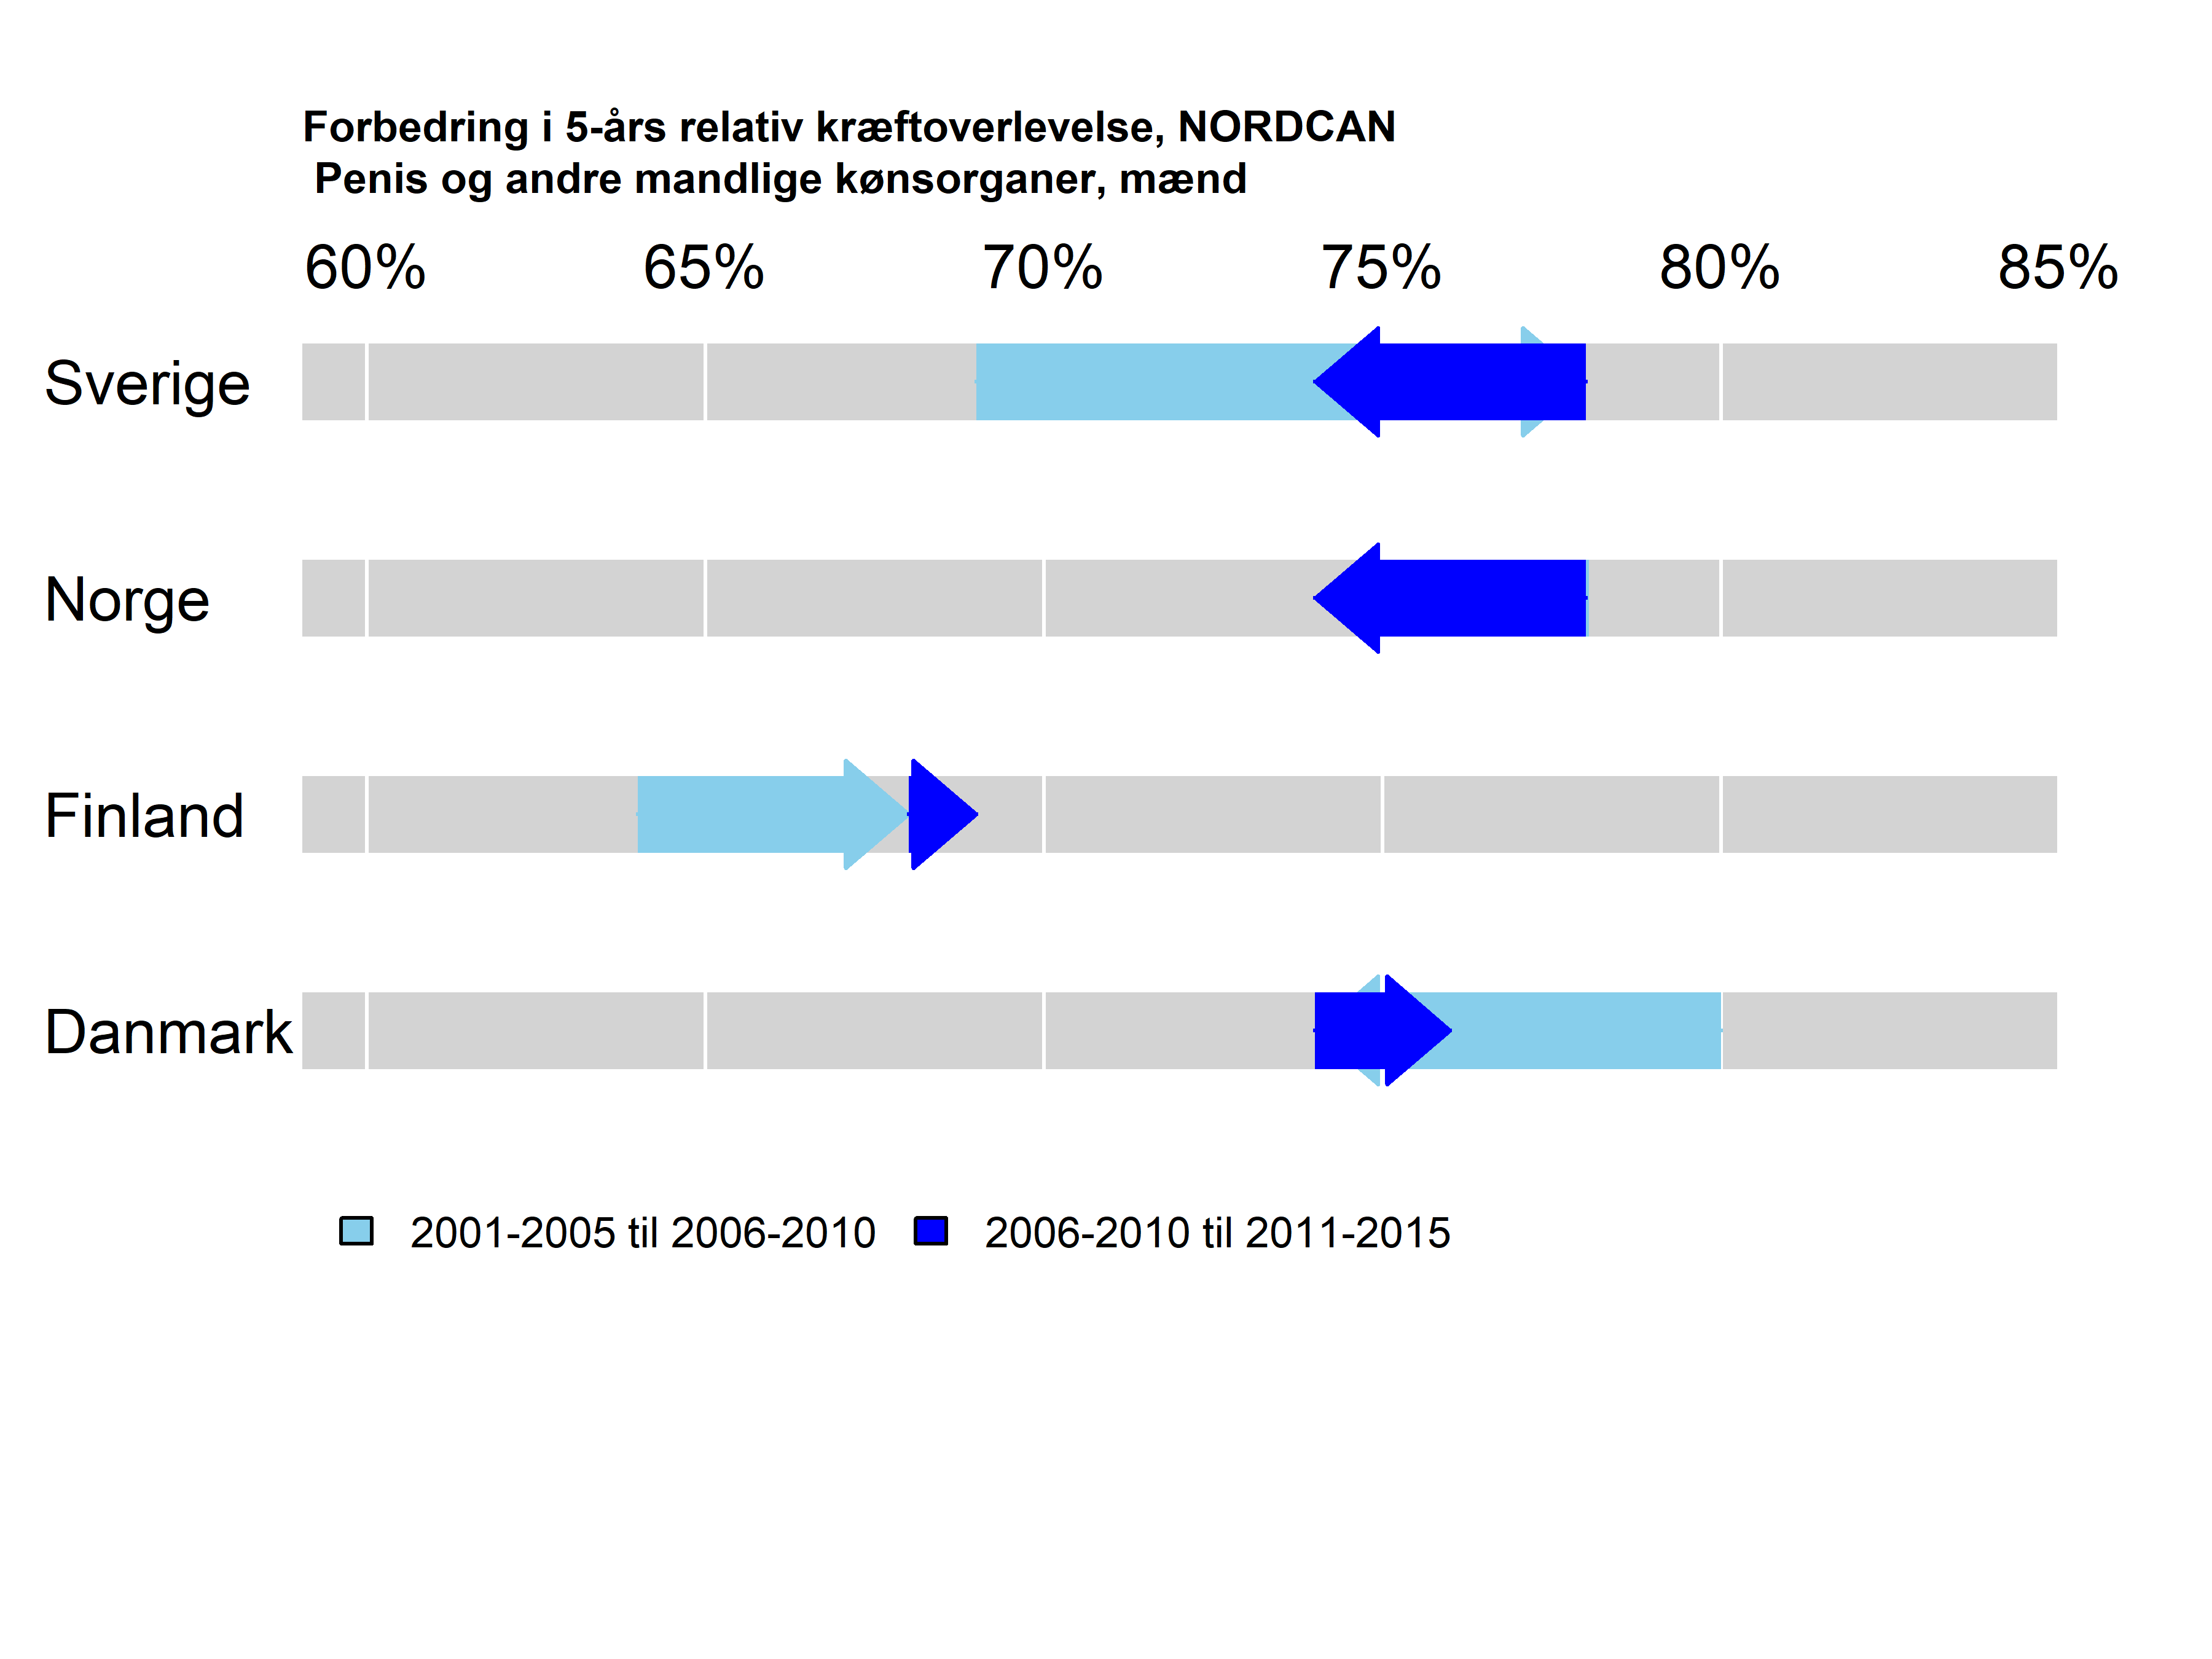 Forbedring i 5-års relativ kræftoverlevelse, NORDCAN
Penis og andre mandlige kønsorganer, mænd
60% 65% 70% 75% 80% 85%
Sverige
Norge
Finland
Danmark
2001-2005 til 2006-2010 2006-2010 til 2011-2015